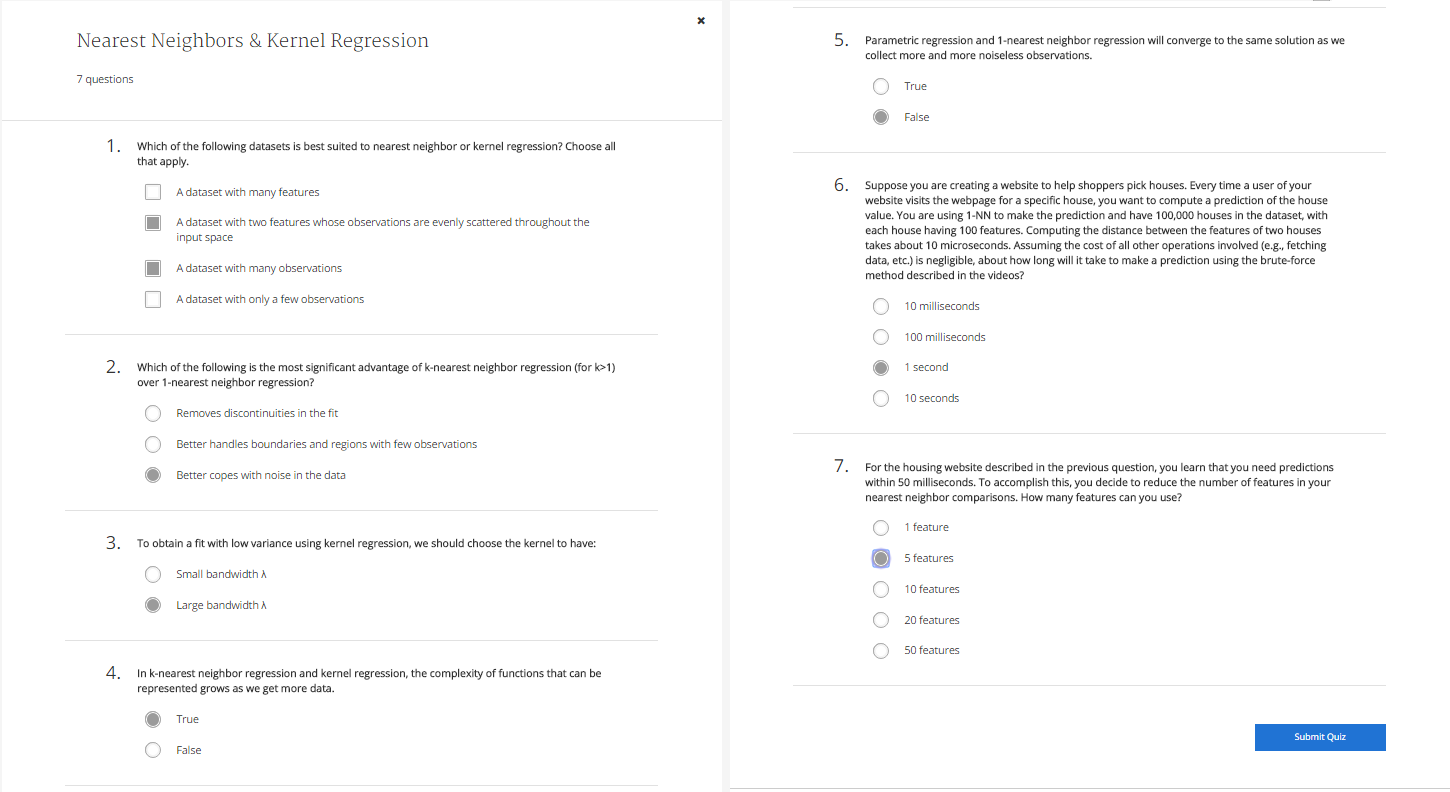 Nearest Neighbors & Kernel Regression
7 questions
1. Which of the following datasets is best suited to nearest neighbor or kernel regression? Choose all
that apply.
A dataset with many features
A dataset with two features whose observations are evenly scattered throughout the
input space
A dataset with many observations
A dataset with only a few observations
2. Which of the following is the most significant advantage of k-nearest neighbor regression (for k>1)
over 1-nearest neighbor regression?
Removes discontinuities in the fit
Better handles boundaries and regions with few observations
Better copes with noise in the data
3. To obtain a fit with low variance using kernel regression, we should choose the kernel to have:
Small bandwidth λ
Large bandwidth λ
4. In k-nearest neighbor regression and kernel regression, the complexity of functions that can be
represented grows as we get more data.
True
False
5. Parametric regression and 1-nearest neighbor regression will converge to the same solution as we
collect more and more noiseless observations.
True
False
6. Suppose you are creating a website to help shoppers pick houses. Every time a user of your
website visits the webpage for a specific house, you want to compute a prediction of the house
value. You are using 1-NN to make the prediction and have 100,000 houses in the dataset, with
each house having 100 features. Computing the distance between the features of two houses
takes about 10 microseconds. Assuming the cost of all other operations involved (e.g., fetching
data, etc.) is negligible, about how long will it take to make a prediction using the brute-force
method described in the videos?
10 milliseconds
100 milliseconds
1 second
10 seconds
7. For the housing website described in the previous question, you learn that you need predictions
within 50 milliseconds. To accomplish this, you decide to reduce the number of features in your
nearest neighbor comparisons. How many features can you use?
1 feature
5 features
10 features
20 features
50 features
Submit Quiz